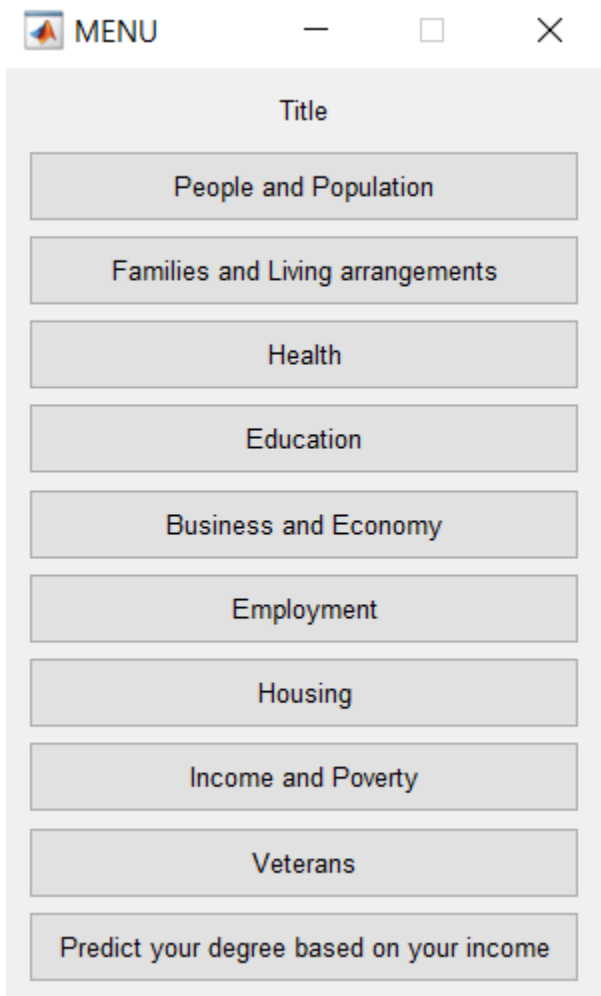 MENU
Title
People and Population
Families and Living arrangements
Health
Education
Business and Economy
Employment
Housing
Income and Poverty
Veterans
Predict your degree based on your income